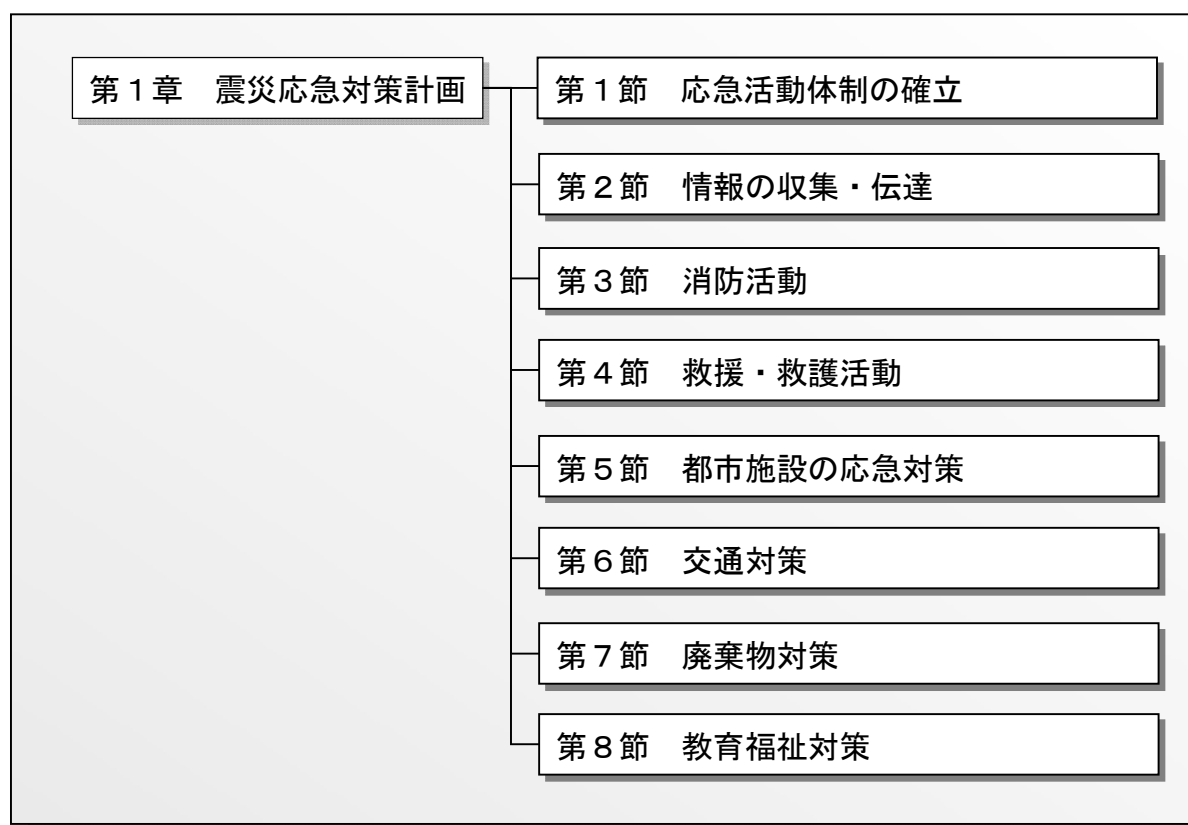 第１章　震災応急対策計画
第１節　応急活動体制の確立
第２節　情報の収集・伝達
第３節　消防活動
第４節　救援・救護活動
第５節　都市施設の応急対策
第６節　交通対策
第７節　廃棄物対策
第８節　教育福祉対策